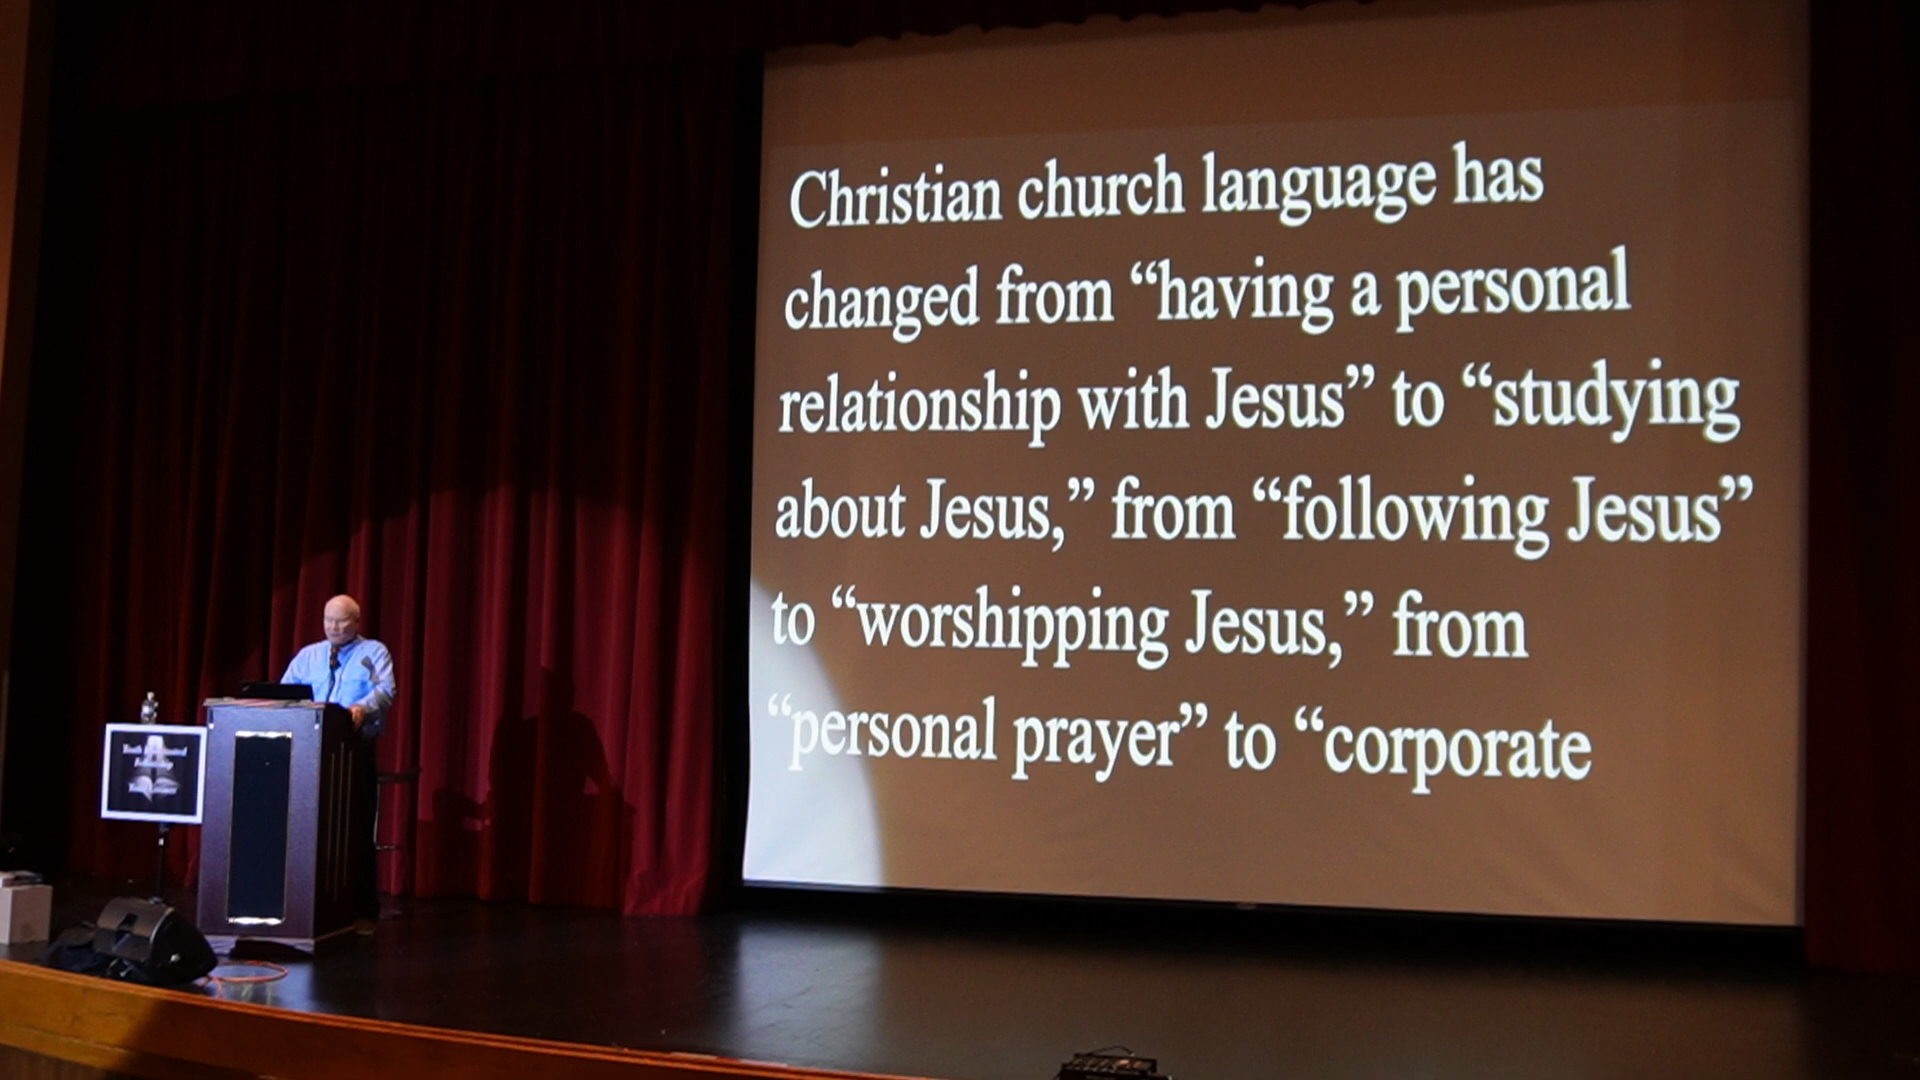 Christian church language has
changed from “having a personal
relationship with Jesus” to “studying
about Jesus,” from “following Jesus”
to “worshipping Jesus,” from
“personal prayer” to “corporate
Fellowship